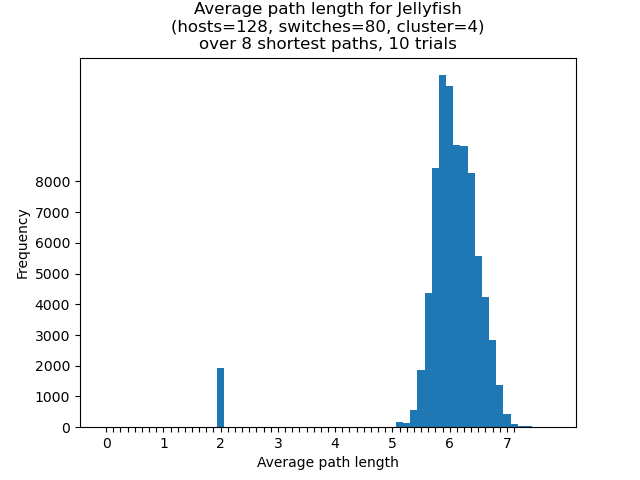 Average path length for Jellyfish
(hosts=128, switches=80, cluster=4)
over 8 shortest paths, 10 trials
8000
7000
6000
5000
4000
3000
2000
1000
0
Frequency
0 1 2 3 4 5 6 7
Average path length